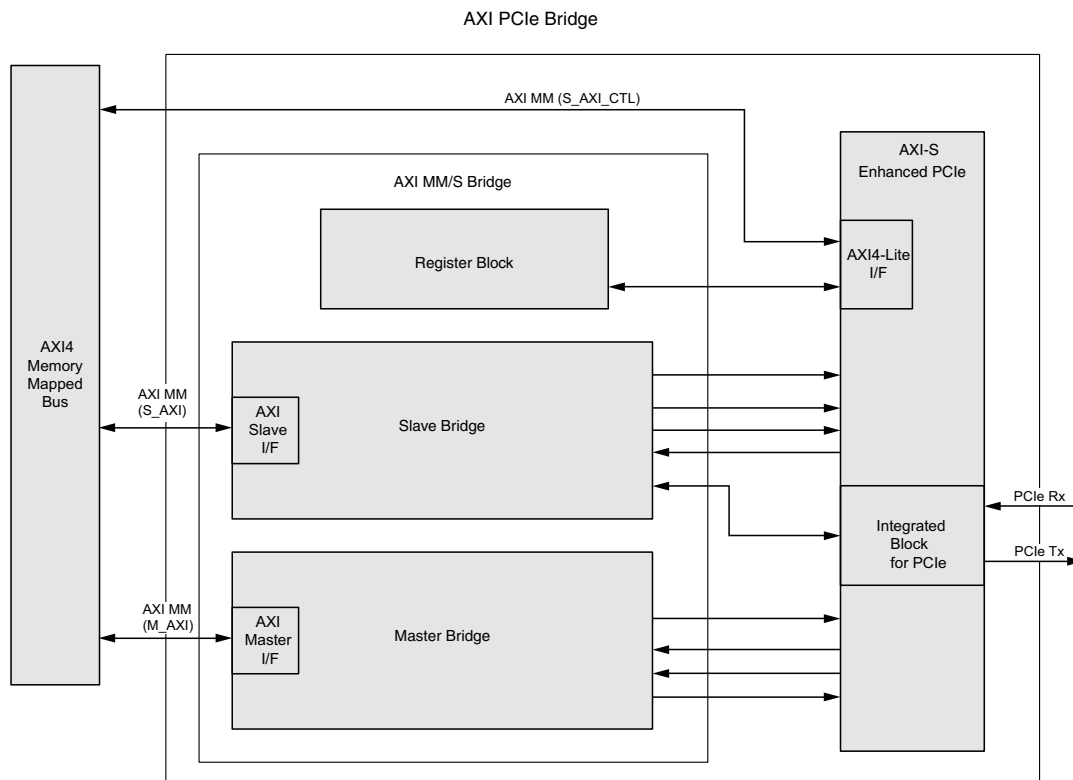 AXI PCIe Bridge
AXI MM (S_AXI_CTL)
AXI-S
Enhanced PCIe
AXI MM/S Bridge
Register Block
AXI4-Lite
I/F
AXI4
Memory
Mapped
Bus
AXI MM
(S_AXI)
AXI
Slave
I/F
Slave Bridge
PCIe Rx
Integrated
Block
for PCIe
PCIe Tx
AXI MM
(M_AXI)
AXI
Master
I/F
Master Bridge